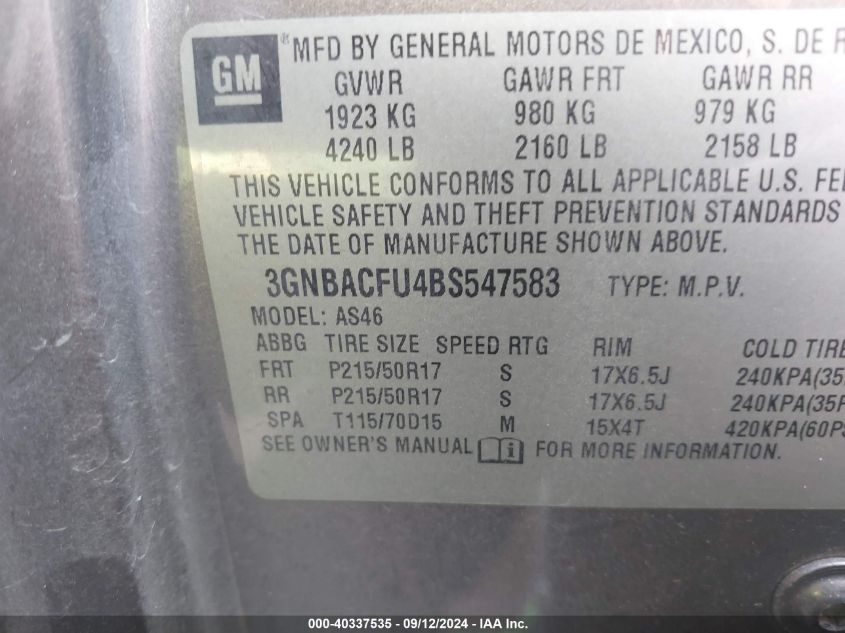 GM ® MFD BY GENERAL MOTORS DE MEXICO, S. DE R
GVWR GAWR FRT GAWR RR
1923 KG 980 KG 979 KG
4240 LB 2160 LB 2158 LB
THIS VEHICLE CONFORMS TO ALL APPLICABLE U.S. FE
VEHICLE SAFETY AND THEFT PREVENTION STANDARDS
THE DATE OF MANUFACTURE SHOWN ABOVE.
3GNBACFU4BS547583 TYPE: M.P.V.
MODEL: AS46
ABBG TIRE SIZE SPEED RTG RIM COLD TIRE
FRT P215/50R17 S 17X6.5J 240KPA(35
RR P215/50R17 S 17X6.5J 240KPA(35P
SPA T115/70D15 M 15X4T 420KPA(60PS
SEE OWNER'S MANUAL i FOR MORE INFORMATION.
000-40337535 - 09/12/2024 - IAA Inc.